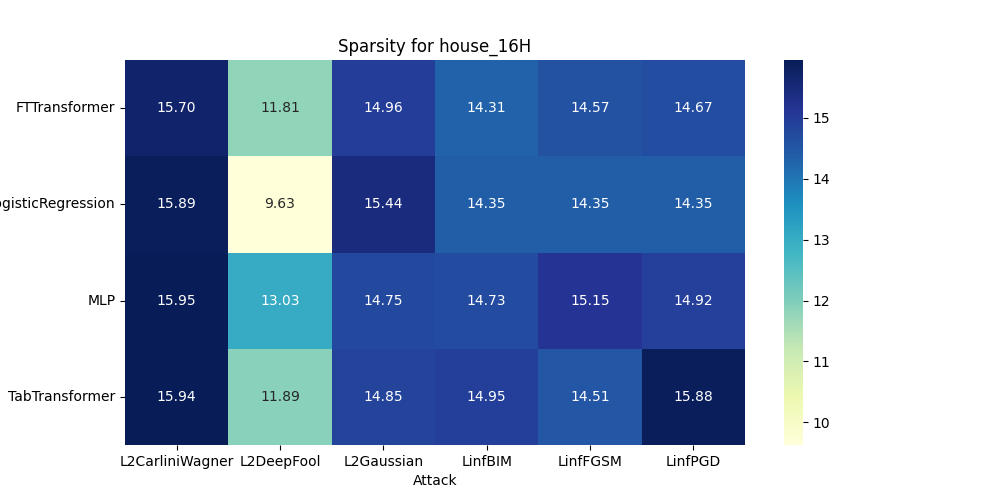 Sparsity for house_16H
FTTransformer 15.70 11.81 14.96 14.31 14.57 14.67
ogisticRegression 15.89 9.63 15.44 14.35 14.35 14.35
MLP 15.95 13.03 14.75 14.73 15.15 14.92
TabTransformer 15.94 11.89 14.85 14.95 14.51 15.88
L2CarliniWagner L2DeepFool L2Gaussian LinfBIM LinfFGSM LinfPGD
Attack
15
14
13
12
11
10